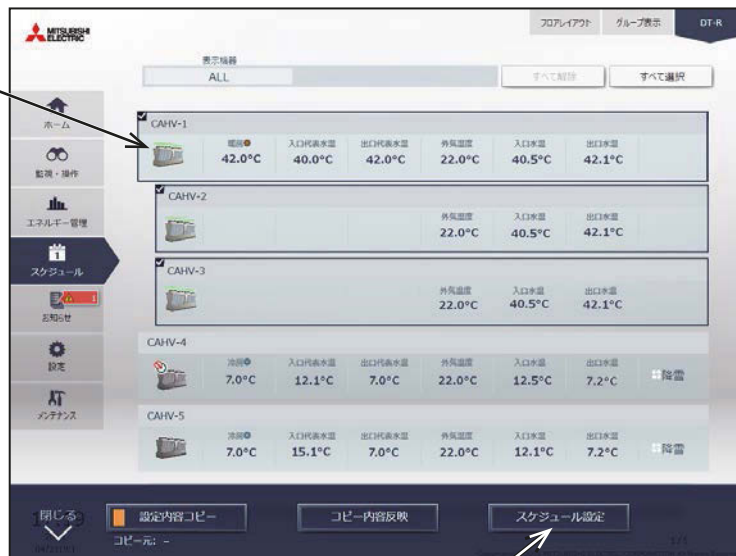 MITSUBISHI
ELECTRIC
フロアレイアウト グループ表示 DT-R
表示機器
ALL すべて解除 すべて選択
ホーム
監視・操作
エネルギー管理
1
スケジュール
1
お知らせ
設定
メンテナンス
CAHV-1
暖房 入口代表水温 出口代表水温 外気温度 入口水温 出口水温
42.0°C 40.0°C 42.0°C 22.0°C 40.5°C 42.1°C
CAHV-2
外気温度 入口水温 出口水温
22.0°C 40.5°C 42.1°C
CAHV-3
外気温度 入口水温 出口水温
22.0°C 40.5°C 42.1°C
CAHV-4
冷房 入口代表水温 出口代表水温 外気温度 入口水温 出口水温
7.0°C 12.1°C 7.0°C 22.0°C 12.5°C 7.2°C 降雪
CAHV-5
冷房 入口代表水温 出口代表水温 外気温度 入口水温 出口水温
7.0°C 15.1°C 7.0°C 22.0°C 12.1°C 7.2°C 降雪
閉じる 設定内容コピー コピー内容反映 スケジュール設定
コピー元: -
1/1